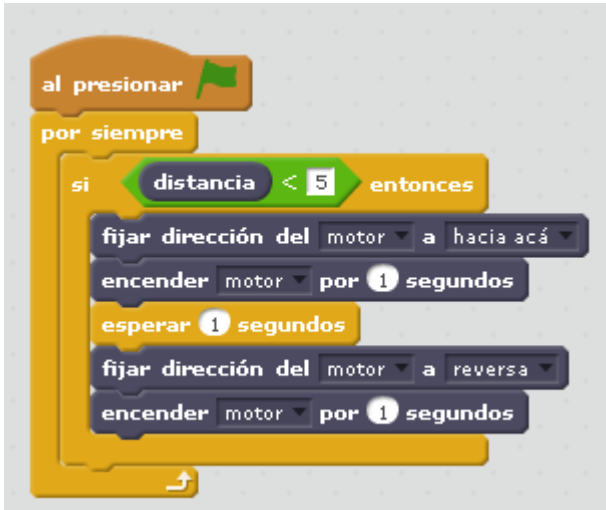 al presionar
por siempre
si distancia < 5 entonces
fijar dirección del motor a hacia acá
encender motor por 1 segundos
esperar 1 segundos
fijar dirección del motor a reversa
encender motor por 1 segundos